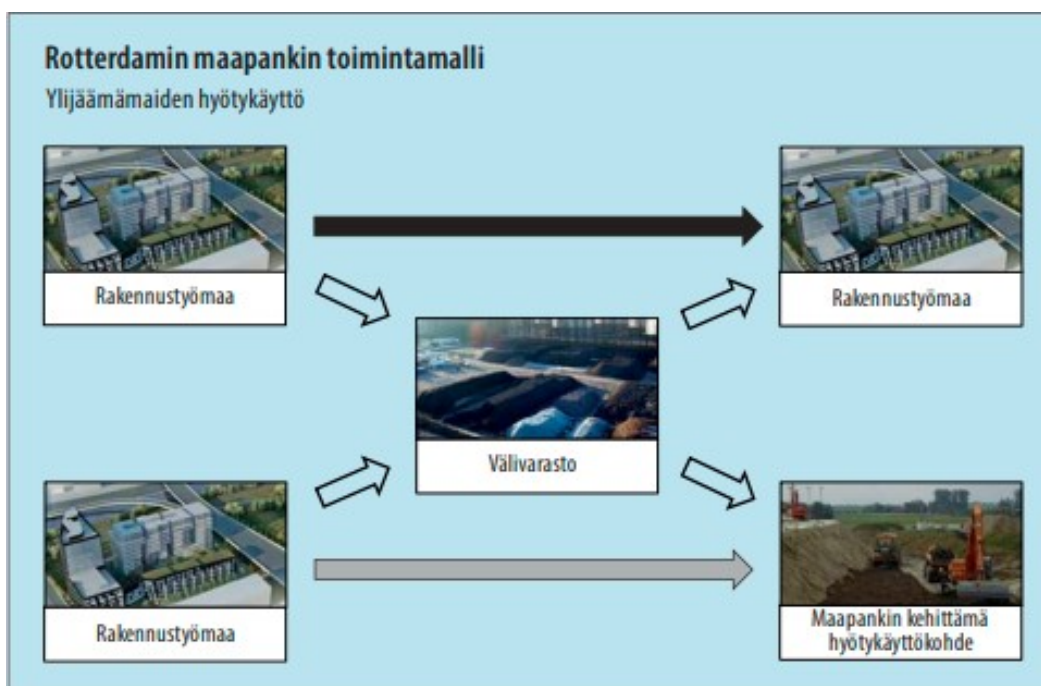 Rotterdamin maapankin toimintamalli
Ylijäämämaiden hyötykäyttö
Rakennustyömaa
Rakennustyömaa
Välivarasto
Rakennustyömaa
Maapankin kehittämä
hyötykäyttökohde